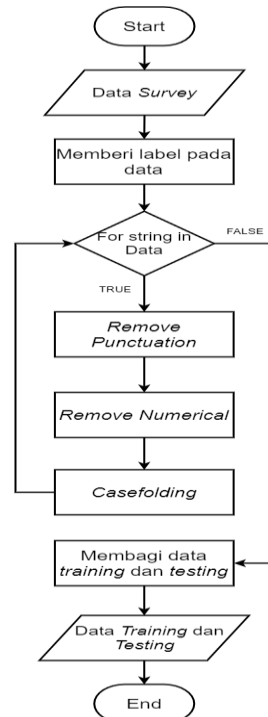 Start
Data Survey
Memberi label pada
data
For string in
Data
FALSE
TRUE
Remove
Punctuation
Remove Numerical
Casefolding
Membagi data
training dan testing
Data Training dan
Testing
End